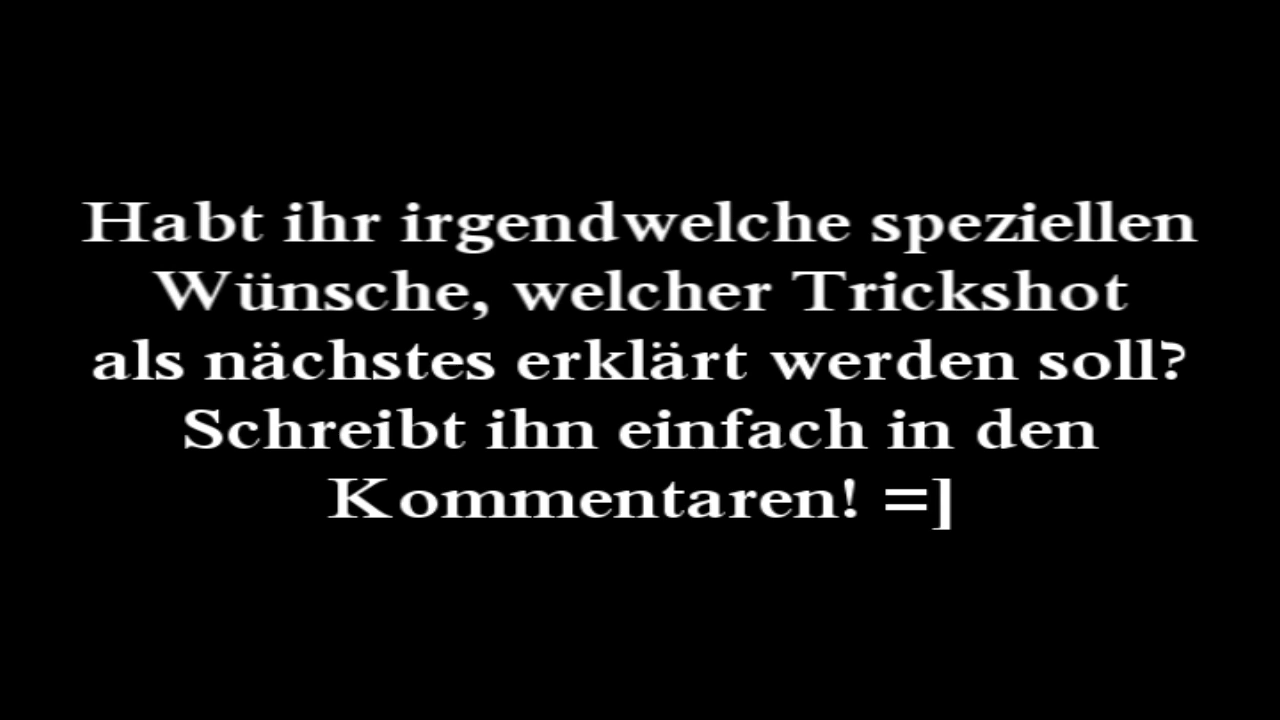 Habt ihr irgendwelche speziellen
Wünsche, welcher Trickshot
als nächstes erklärt werden soll?
Schreibt ihn einfach in den
Kommentaren! =]